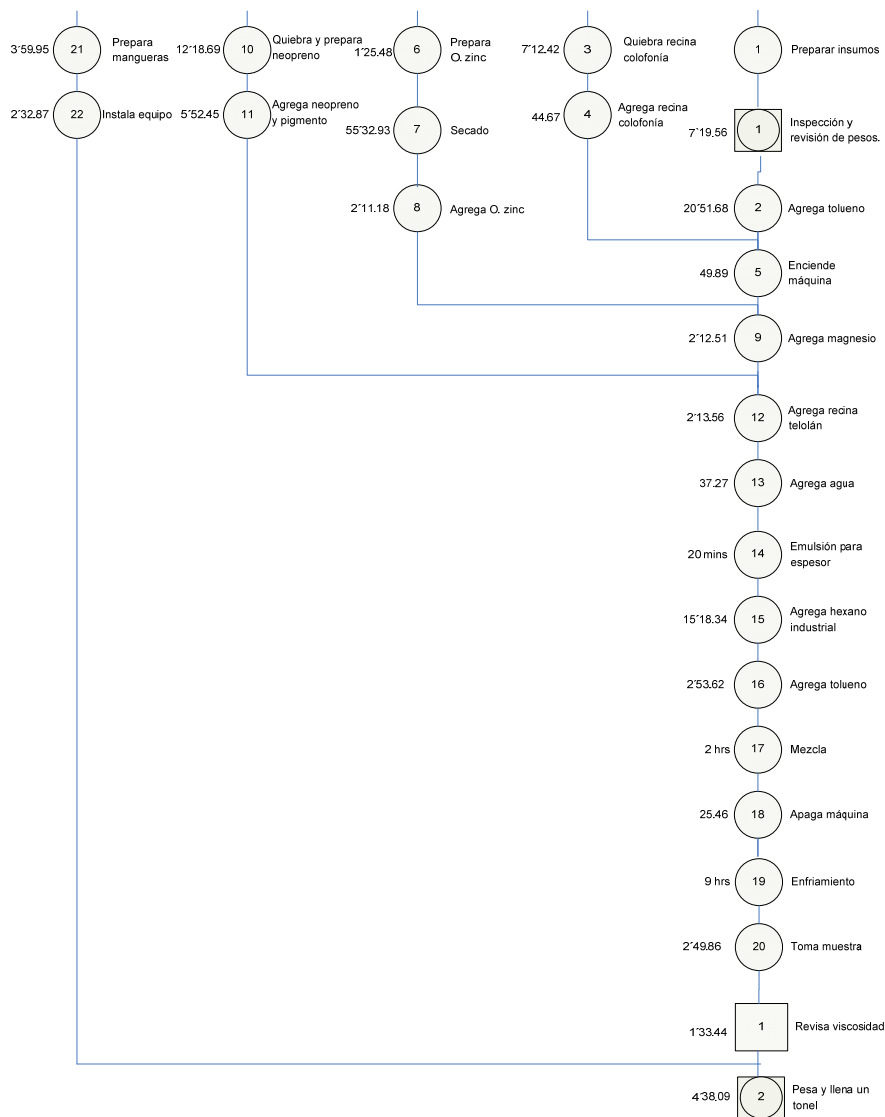 3´59.95 21 Prepara
mangueras
12´18.69 10 Quiebra y prepara
neopreno
1´25.48 6 Prepara
O. zinc
7´12.42 3 Quiebra recina
colofonía
1 Preparar insumos
2´32.87 22 Instala equipo
5´52.45 11 Agrega neopreno
y pigmento
55´32.93 7 Secado
44.67 4 Agrega recina
colofonía
7´19.56 1 Inspección y
revisión de pesos.
2´11.18 8 Agrega O. zinc
20´51.68 2 Agrega tolueno
49.89 5 Enciende
máquina
2´12.51 9 Agrega magnesio
2´13.56 12 Agrega recina
telolán
37.27 13 Agrega agua
20 mins 14 Emulsión para
espesor
15´18.34 15 Agrega hexano
industrial
2´53.62 16 Agrega tolueno
2 hrs 17 Mezcla
25.46 18 Apaga máquina
9 hrs 19 Enfriamiento
2´49.86 20 Toma muestra
1´33.44 1 Revisa viscosidad
4´38.09 2 Pesa y llena un
tonel